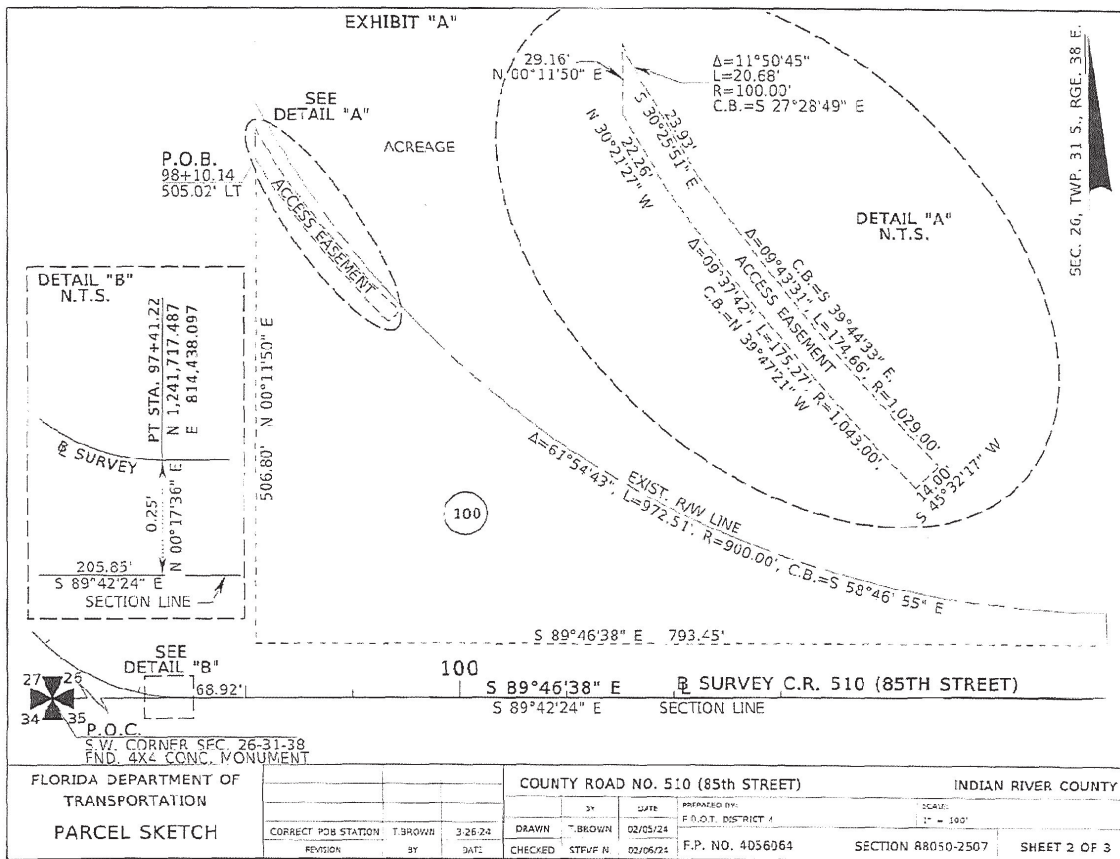 EXHIBIT "A"
SEC. 26, TWP. 31 S., RGE. 38 E.
29.16'
N 00°11'50" E
Δ=11°50'45"
L=20.68'
R=100.00'
C.B.=S 27°28'49" E
SEE
DETAIL "A"
ACREAGE
P.O.B.
98+10.14
505.02' LT
ACCESS EASEMENT
23.93'
S 30°25'51" E
22.26'
N 30°21'27" W
DETAIL "A"
N.T.S.
C.B.=S 39°44'33" E,
Δ=09°43'31", L=174.66', R=1,029.00'
ACCESS EASEMENT
Δ=09°37'42", L=175.27', R=1,043.00',
C.B.=N 39°47'21" W
14.00'
S 45°32'17" W
DETAIL "B"
N.T.S.
PT STA. 97+41.22
N 1,241,717.487
E 814,438.097
BL SURVEY
0.25'
N 00°17'36" E
205.85'
S 89°42'24" E
SECTION LINE
506.80' N 00°11'50" E
EXIST. R/W LINE
Δ=61°54'43", L=972.51', R=900.00', C.B.=S 58°46' 55" E
100
S 89°46'38" E 793.45'
SEE
DETAIL "B"
68.92'
100
S 89°46'38" E
BL SURVEY C.R. 510 (85TH STREET)
S 89°42'24" E
SECTION LINE
27 26
34 35
P.O.C.
S.W. CORNER SEC. 26-31-38
FND. 4X4 CONC. MONUMENT
FLORIDA DEPARTMENT OF
TRANSPORTATION
PARCEL SKETCH
CORRECT POB STATION T.BROWN 3-26-24
REVISION BY DATE
COUNTY ROAD NO. 510 (85th STREET) INDIAN RIVER COUNTY
BY DATE
DRAWN T.BROWN 02/05/24
CHECKED STEVE N. 02/06/24
PREPARED BY:
F.D.O.T. DISTRICT 4
SCALE:
1" = 100'
F.P. NO. 4056064 SECTION 88050-2507 SHEET 2 OF 3